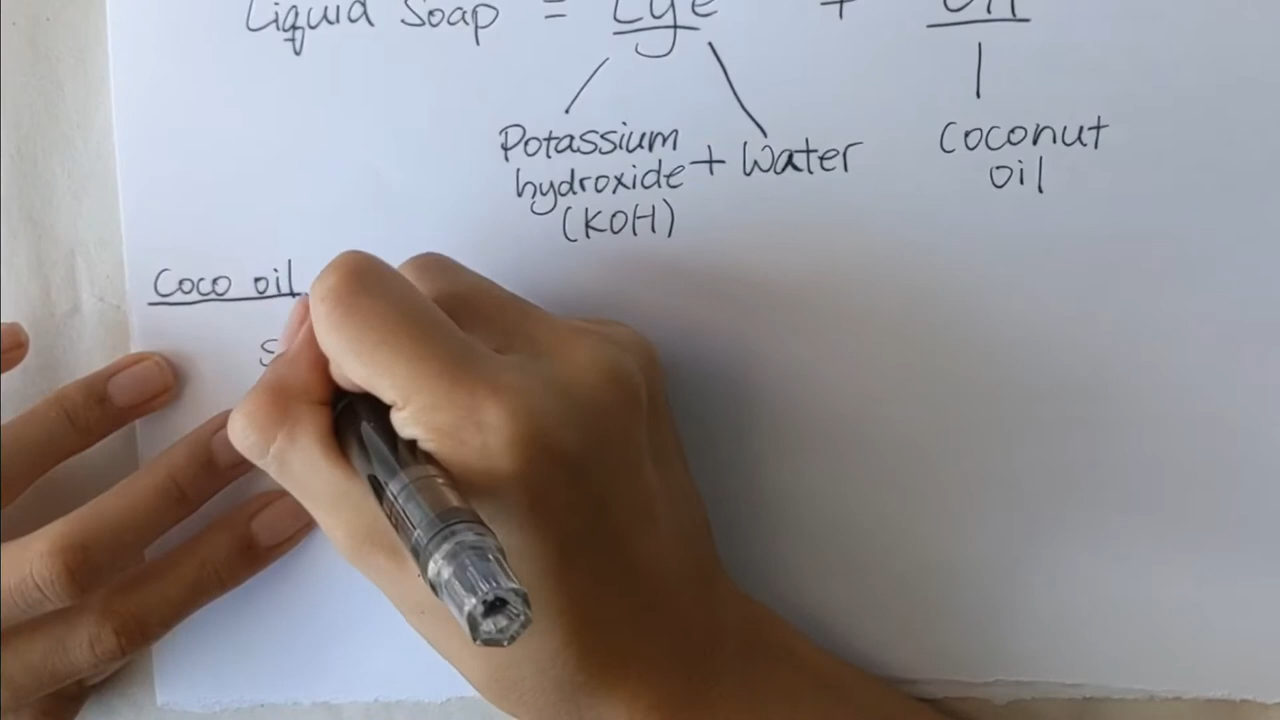 Liquid Soap = Lye + Oil
Potassium hydroxide (KOH) + Water
Coconut oil
Coco oil
S